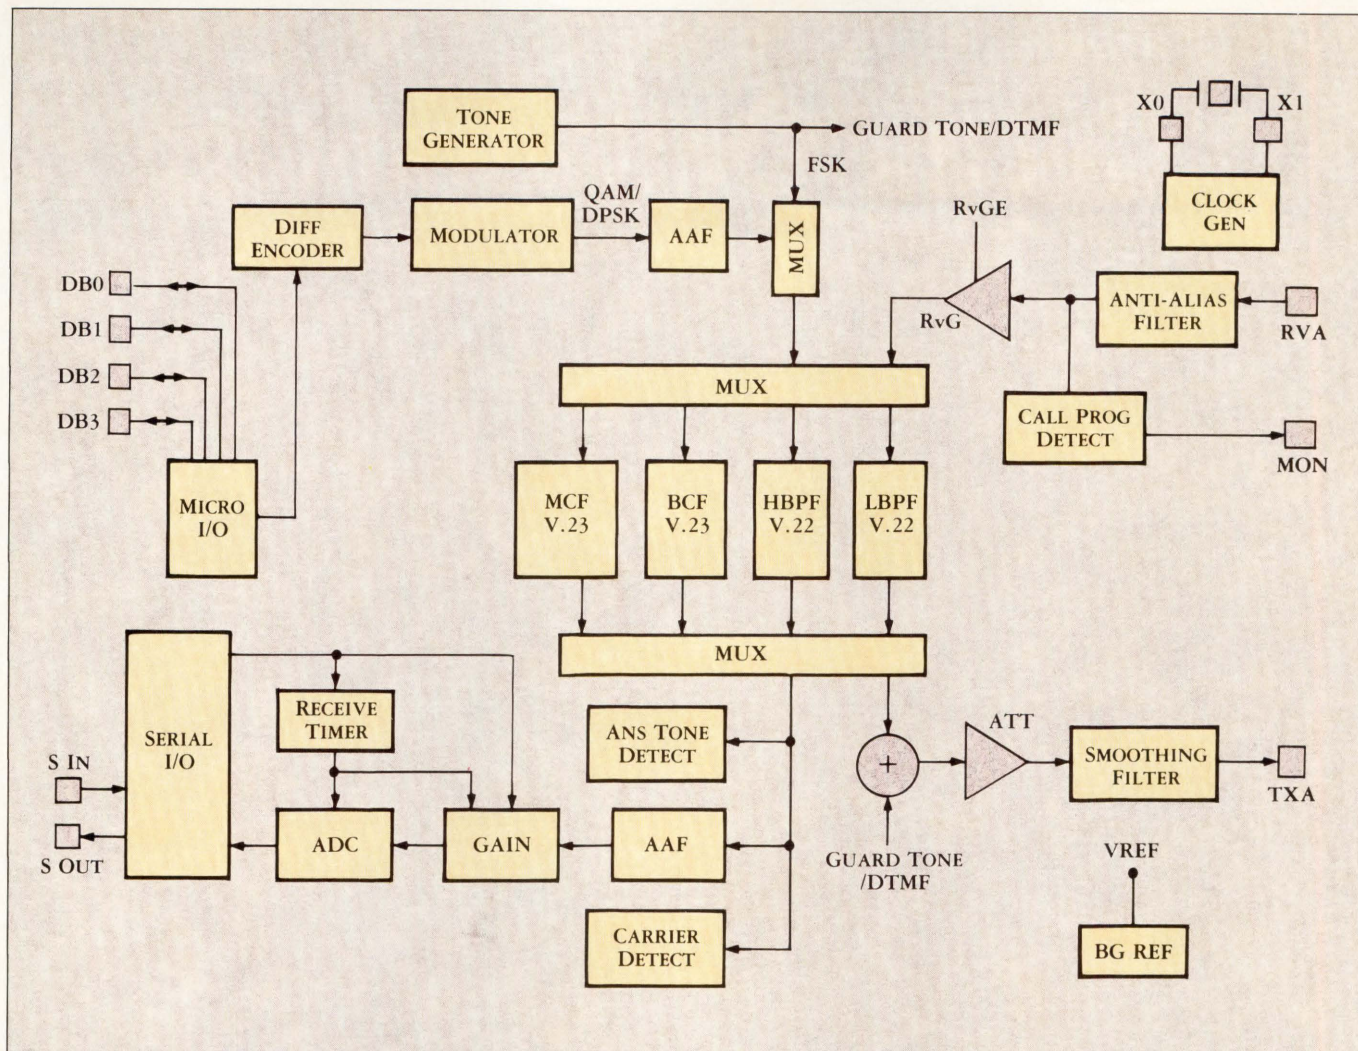 TONE
GENERATOR
GUARD TONE/DTMF
FSK
X0
X1
CLOCK
GEN
QAM/
DPSK
DIFF
ENCODER
MODULATOR
AAF
MUX
RvGE
RvG
ANTI-ALIAS
FILTER
RVA
DB0
DB1
DB2
DB3
MICRO
I/O
MUX
CALL PROG
DETECT
MON
MCF
V.23
BCF
V.23
HBPF
V.22
LBPF
V.22
MUX
SERIAL
I/O
RECEIVE
TIMER
ANS TONE
DETECT
ATT
+
SMOOTHING
FILTER
TXA
S IN
S OUT
ADC
GAIN
AAF
GUARD TONE
/DTMF
VREF
CARRIER
DETECT
BG REF